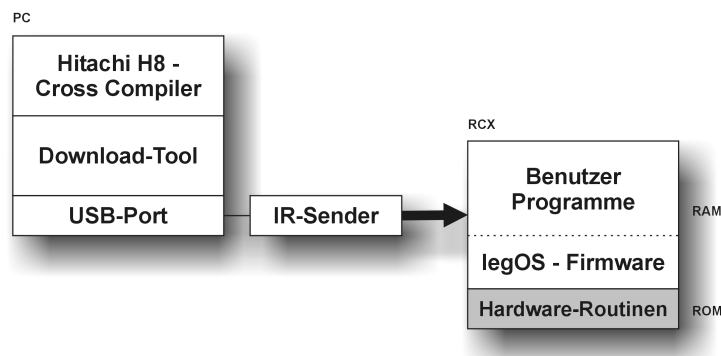 PC
Hitachi H8 -
Cross Compiler
Download-Tool
USB-Port
IR-Sender
RCX
Benutzer
Programme
RAM
legOS - Firmware
Hardware-Routinen
ROM